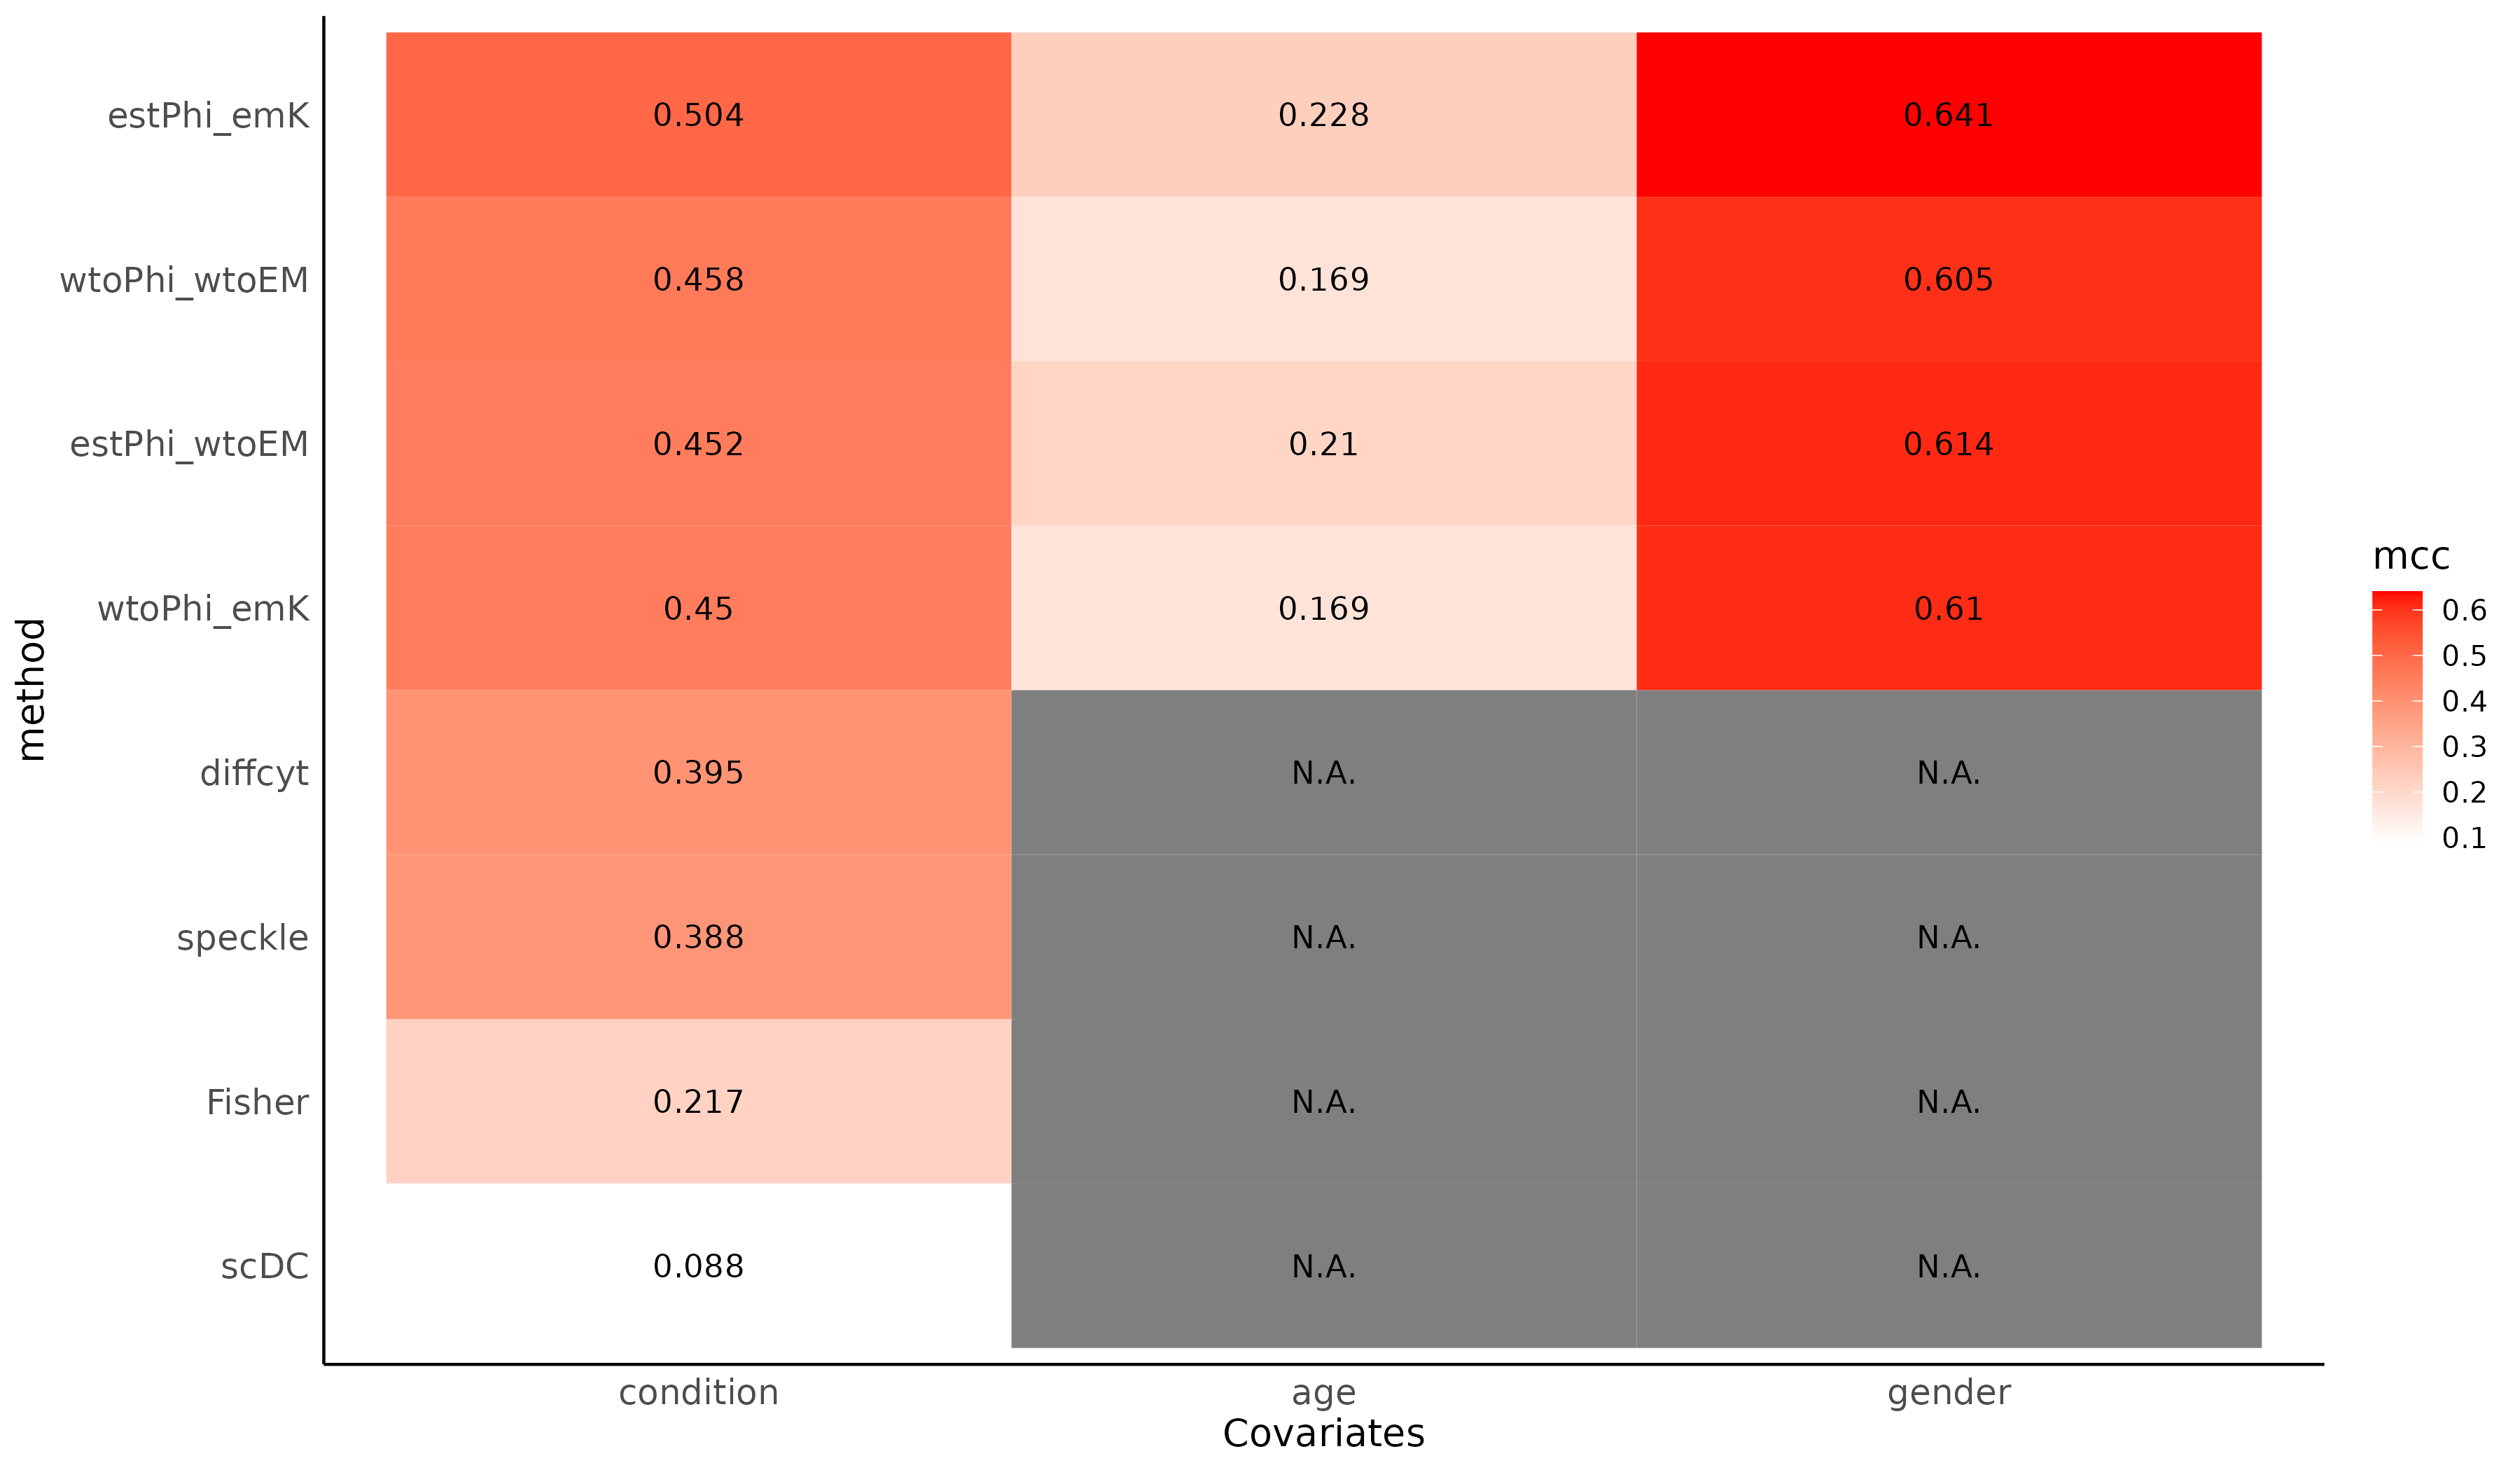 estPhi_emK 0.504 0.228 0.641
wtoPhi_wtoEM 0.458 0.169 0.605
estPhi_wtoEM 0.452 0.21 0.614
wtoPhi_emK 0.45 0.169 0.61
diffcyt 0.395 N.A. N.A.
speckle 0.388 N.A. N.A.
Fisher 0.217 N.A. N.A.
scDC 0.088 N.A. N.A.
condition age gender
Covariates
method
mcc
0.6
0.5
0.4
0.3
0.2
0.1